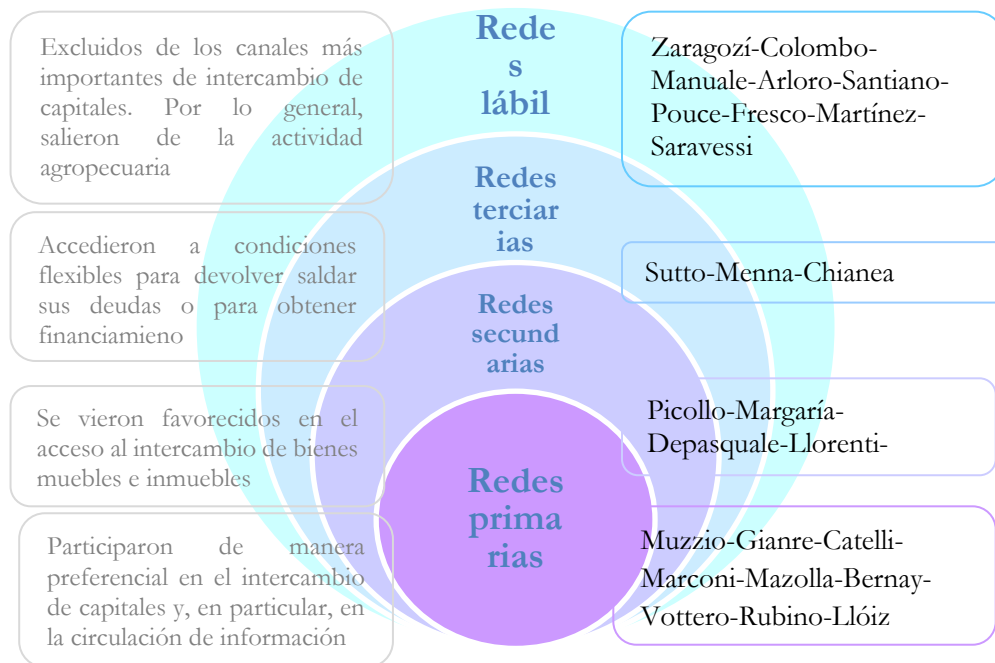 Excluidos de los canales más
importantes de intercambio de
capitales. Por lo general,
salieron de la actividad
agropecuaria
Rede
s
lábil
Zaragozí-Colombo-
Manuale-Arloro-Santiano-
Pouce-Fresco-Martínez-
Saravessi
Accedieron a condiciones
flexibles para devolver saldar
sus deudas o para obtener
financiamieno
Redes
terciar
ias
Sutto-Menna-Chianea
Se vieron favorecidos en el
acceso al intercambio de bienes
muebles e inmuebles
Redes
secund
arias
Picollo-Margaría-
Depasquale-Llorenti-
Participaron de manera
preferencial en el intercambio
de capitales y, en particular, en
la circulación de información
Redes
prima
rias
Muzzio-Gianre-Catelli-
Marconi-Mazolla-Bernay-
Vottero-Rubino-Llóiz